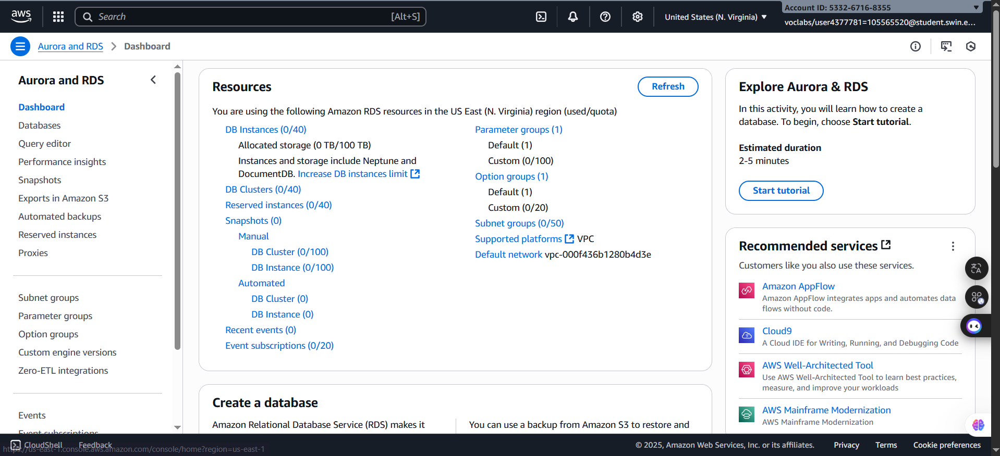 aws
Search
[Alt+S]
United States (N. Virginia)
Account ID: 5332-6716-8355
voclabs/user4377781=105565520@student.swin.e...
Aurora and RDS
Dashboard
Aurora and RDS
Dashboard
Databases
Query editor
Performance insights
Snapshots
Exports in Amazon S3
Automated backups
Reserved instances
Proxies
Subnet groups
Parameter groups
Option groups
Custom engine versions
Zero-ETL integrations
Events
Event subscriptions
Resources
Refresh
You are using the following Amazon RDS resources in the US East (N. Virginia) region (used/quota)
DB Instances (0/40)
Allocated storage (0 TB/100 TB)
Instances and storage include Neptune and
DocumentDB. Increase DB instances limit
DB Clusters (0/40)
Reserved instances (0/40)
Snapshots (0)
Manual
DB Cluster (0/100)
DB Instance (0/100)
Automated
DB Cluster (0)
DB Instance (0)
Recent events (0)
Event subscriptions (0/20)
Parameter groups (1)
Default (1)
Custom (0/100)
Option groups (1)
Default (1)
Custom (0/20)
Subnet groups (0/50)
Supported platforms VPC
Default network vpc-000f436b1280b4d3e
Create a database
Amazon Relational Database Service (RDS) makes it
You can use a backup from Amazon S3 to restore and
Explore Aurora & RDS
In this activity, you will learn how to create a
database. To begin, choose Start tutorial.
Estimated duration
2-5 minutes
Start tutorial
Recommended services
Customers like you also use these services.
Amazon AppFlow
Amazon AppFlow integrates apps and automates data
flows without code.
Cloud9
A Cloud IDE for Writing, Running, and Debugging Code
AWS Well-Architected Tool
Use AWS Well-Architected Tool to learn best practices,
measure, and improve your workloads
AWS Mainframe Modernization
AWS Mainframe Modernization
CloudShell
Feedback
https://us-east-1.console.aws.amazon.com/console/home?region=us-east-1
© 2025, Amazon Web Services, Inc. or its affiliates.
Privacy
Terms
Cookie preferences